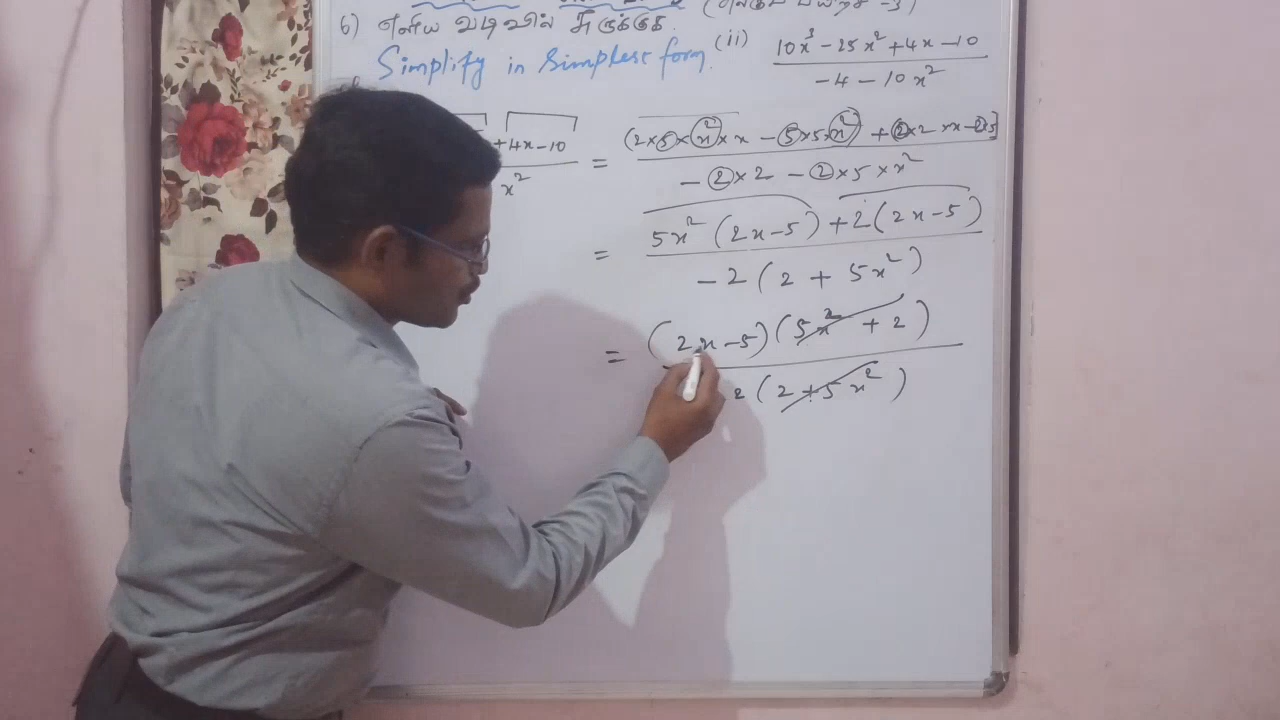 6) எளிய வடிவில் சுருக்குக.
Simplify in Simplest form. (ii) (10x³ - 25x² + 4x - 10) / (-4 - 10x²)
+4x-10 / x² = (2×5×x²×x - 5×5×x² + 2×2×x-2×5] / -2×2 - 2×5×x²
= 5x² (2x-5) + 2(2x-5) / -2(2 + 5x²)
= (2x-5)(5x² + 2) / 2(2+5x²)